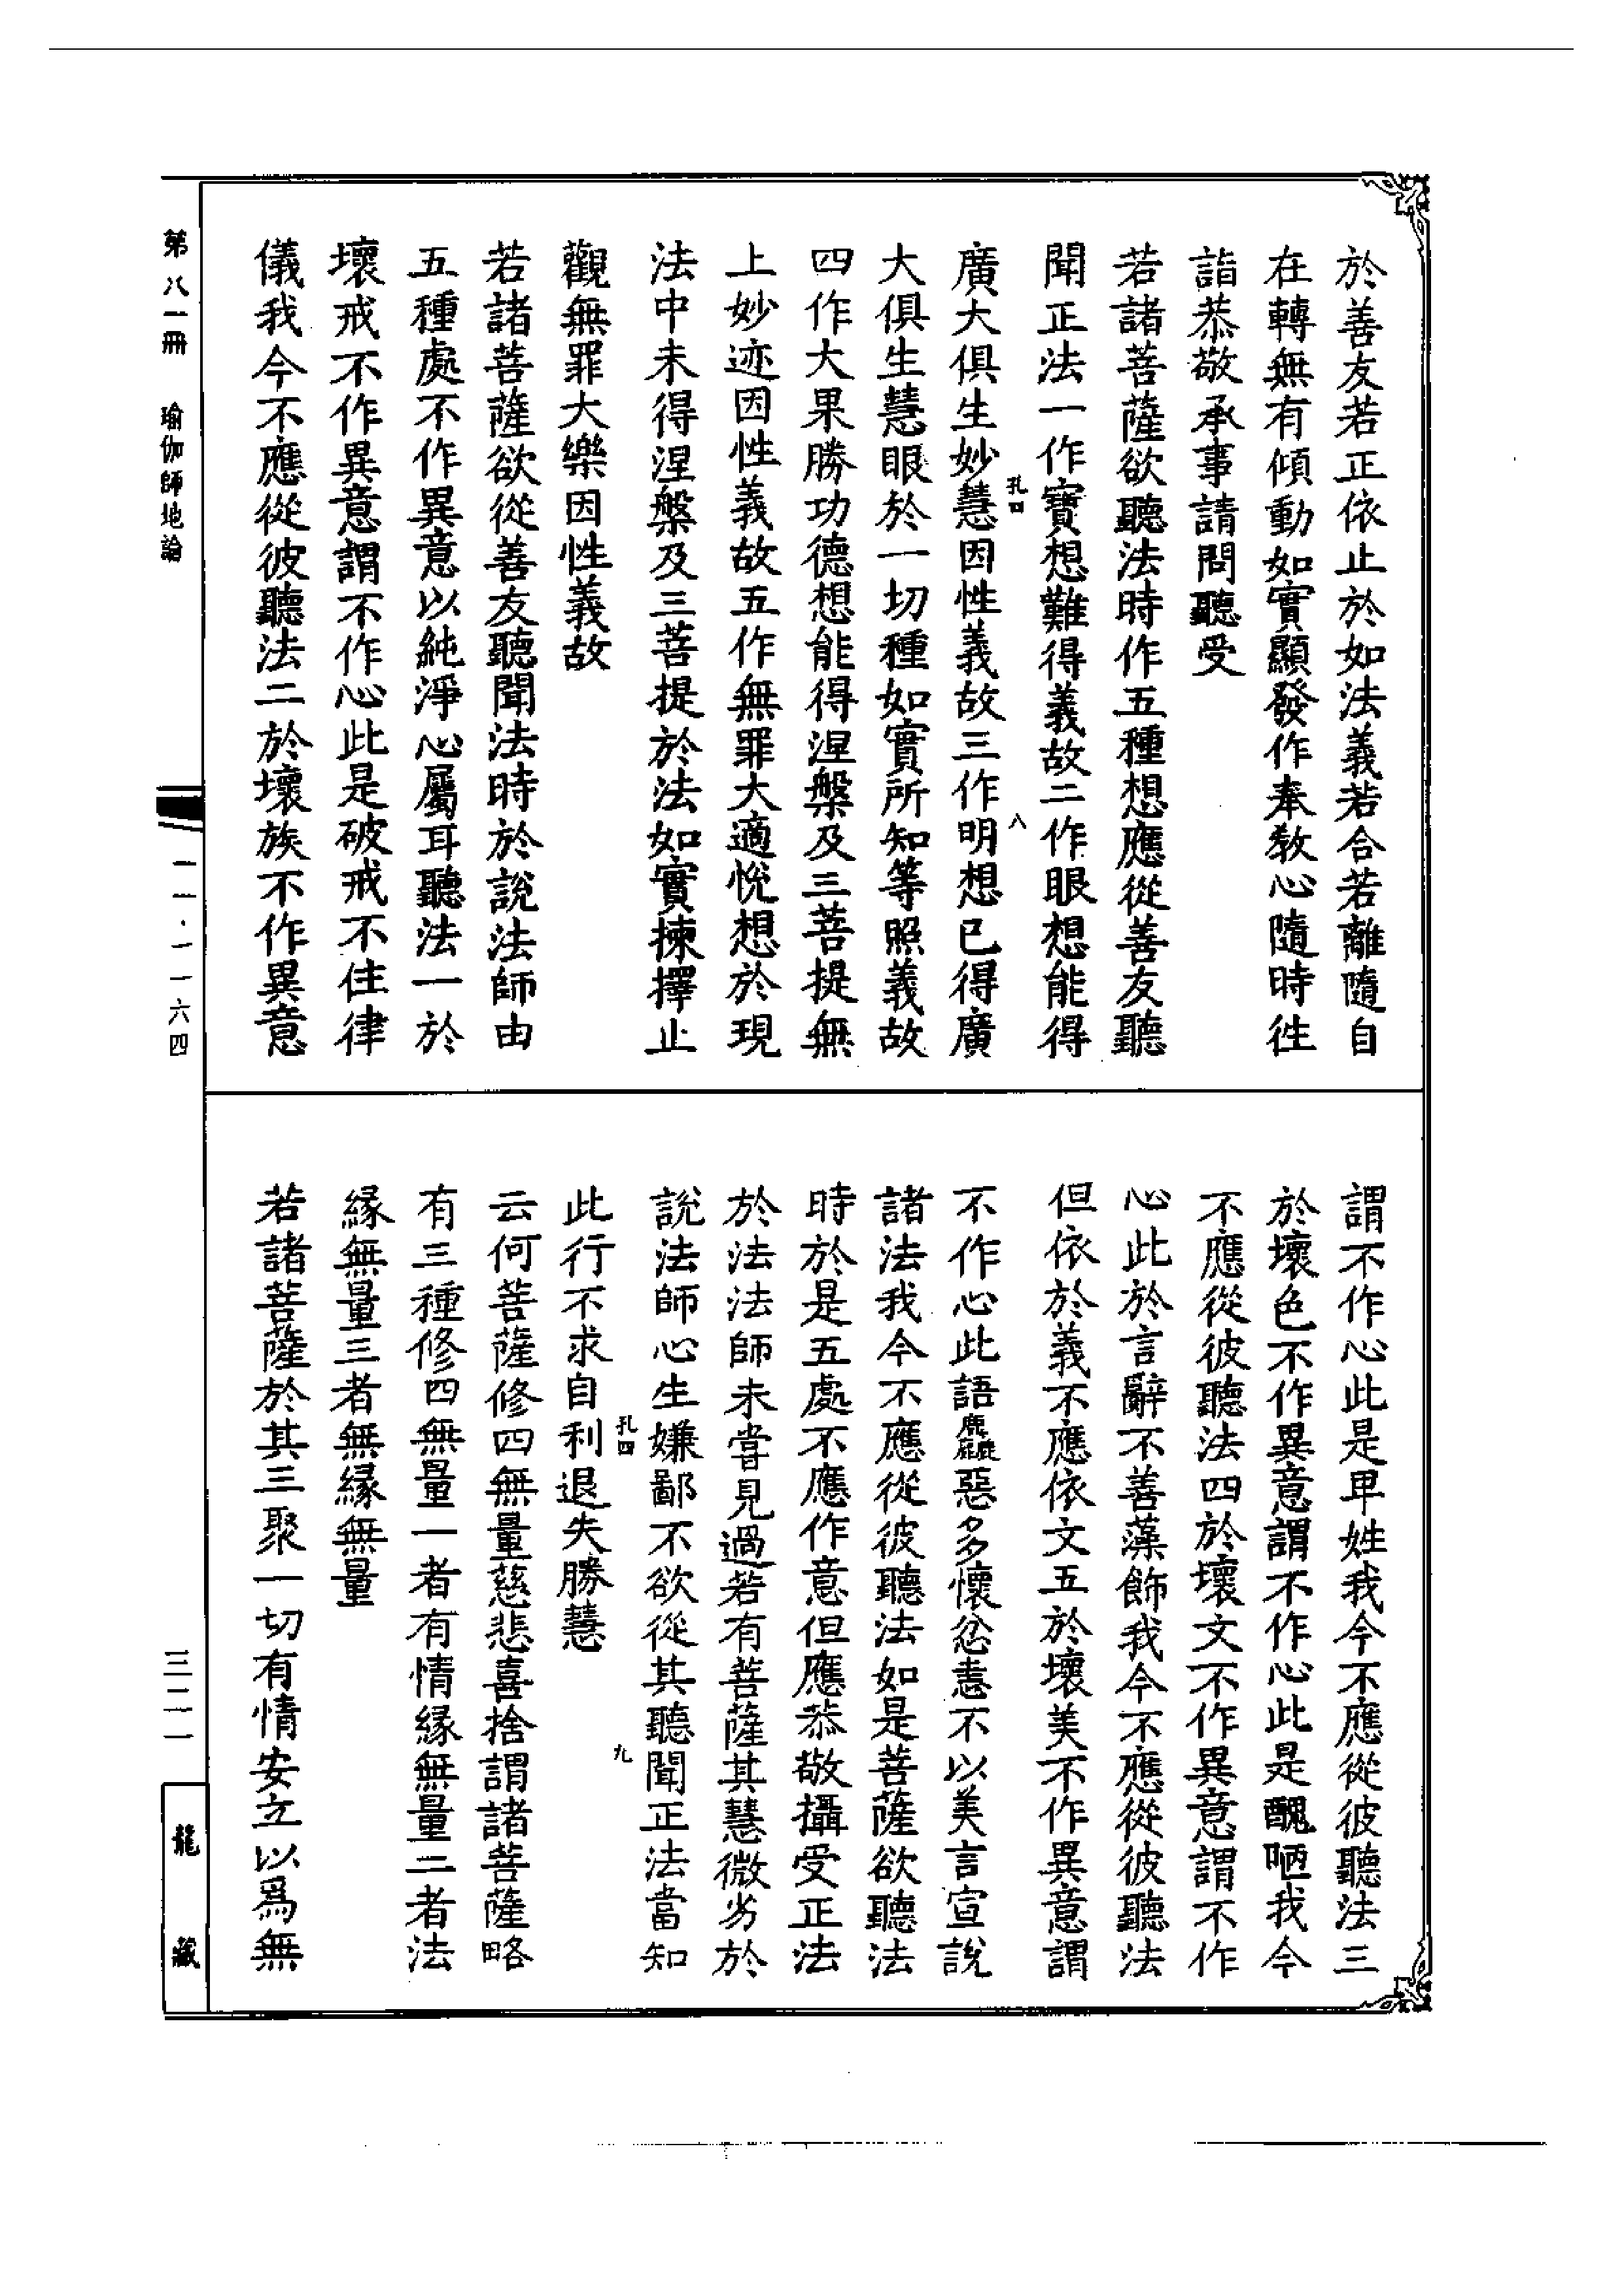 於善友若正依止於如法義若合若離隨自
在轉無有傾動如實顯發作奉教心隨時往
詣恭敬承事請問聽受
若諸菩薩欲聽法時作五種想應從善友聽
聞正法一作寶想難得義故二作眼想能得
孔四
八
廣大俱生妙慧因性義故三作明想已得廣
大俱生慧眼於一切種如實所知等照義故
四作大果勝功德想能得涅槃及三菩提無
上妙迹因性義故五作無罪大適悅想於現
法中未得涅槃及三菩提於法如實揀擇止
觀無罪大樂因性義故
若諸菩薩欲從善友聽聞法時於說法師由
五種處不作異意以純淨心屬耳聽法一於
壞戒不作異意謂不作心此是破戒不住律
儀我今不應從彼聽法二於壞族不作異意
謂不作心此是卑姓我今不應從彼聽法三
於壞色不作異意謂不作心此是醜陋我今
不應從彼聽法四於壞文不作異意謂不作
心此於言辭不善藻飾我今不應從彼聽法
但依於義不應依文五於壞美不作異意謂
不作心此語麤惡多懷忿恚不以美言宣說
諸法我今不應從彼聽法如是菩薩欲聽法
時於是五處不應作意但應恭敬攝受正法
於法法師未嘗見過若有菩薩其慧微劣於
說法師心生嫌鄙不欲從其聽聞正法當知
孔四
九
此行不求自利退失勝慧
云何菩薩修四無量慈悲喜捨謂諸菩薩略
有三種修四無量一者有情緣無量二者法
緣無量三者無緣無量
若諸菩薩於其三聚一切有情安立以爲無
第八一冊　瑜伽師地論
一一·一一六四
三二一
龍藏